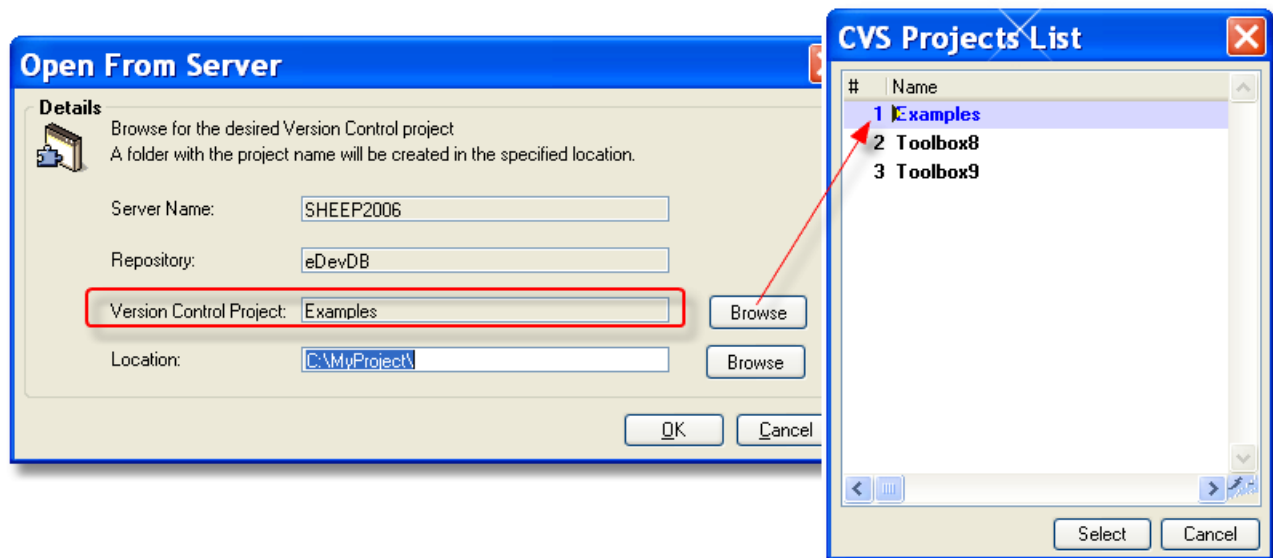 Open From Server
Details
Browse for the desired Version Control project
A folder with the project name will be created in the specified location.
Server Name: SHEEP2006
Repository: eDevDB
Version Control Project: Examples Browse
Location: C:\MyProject\ Browse
OK Cancel
CVS Projects List
# Name
1 Examples
2 Toolbox8
3 Toolbox9
Select Cancel